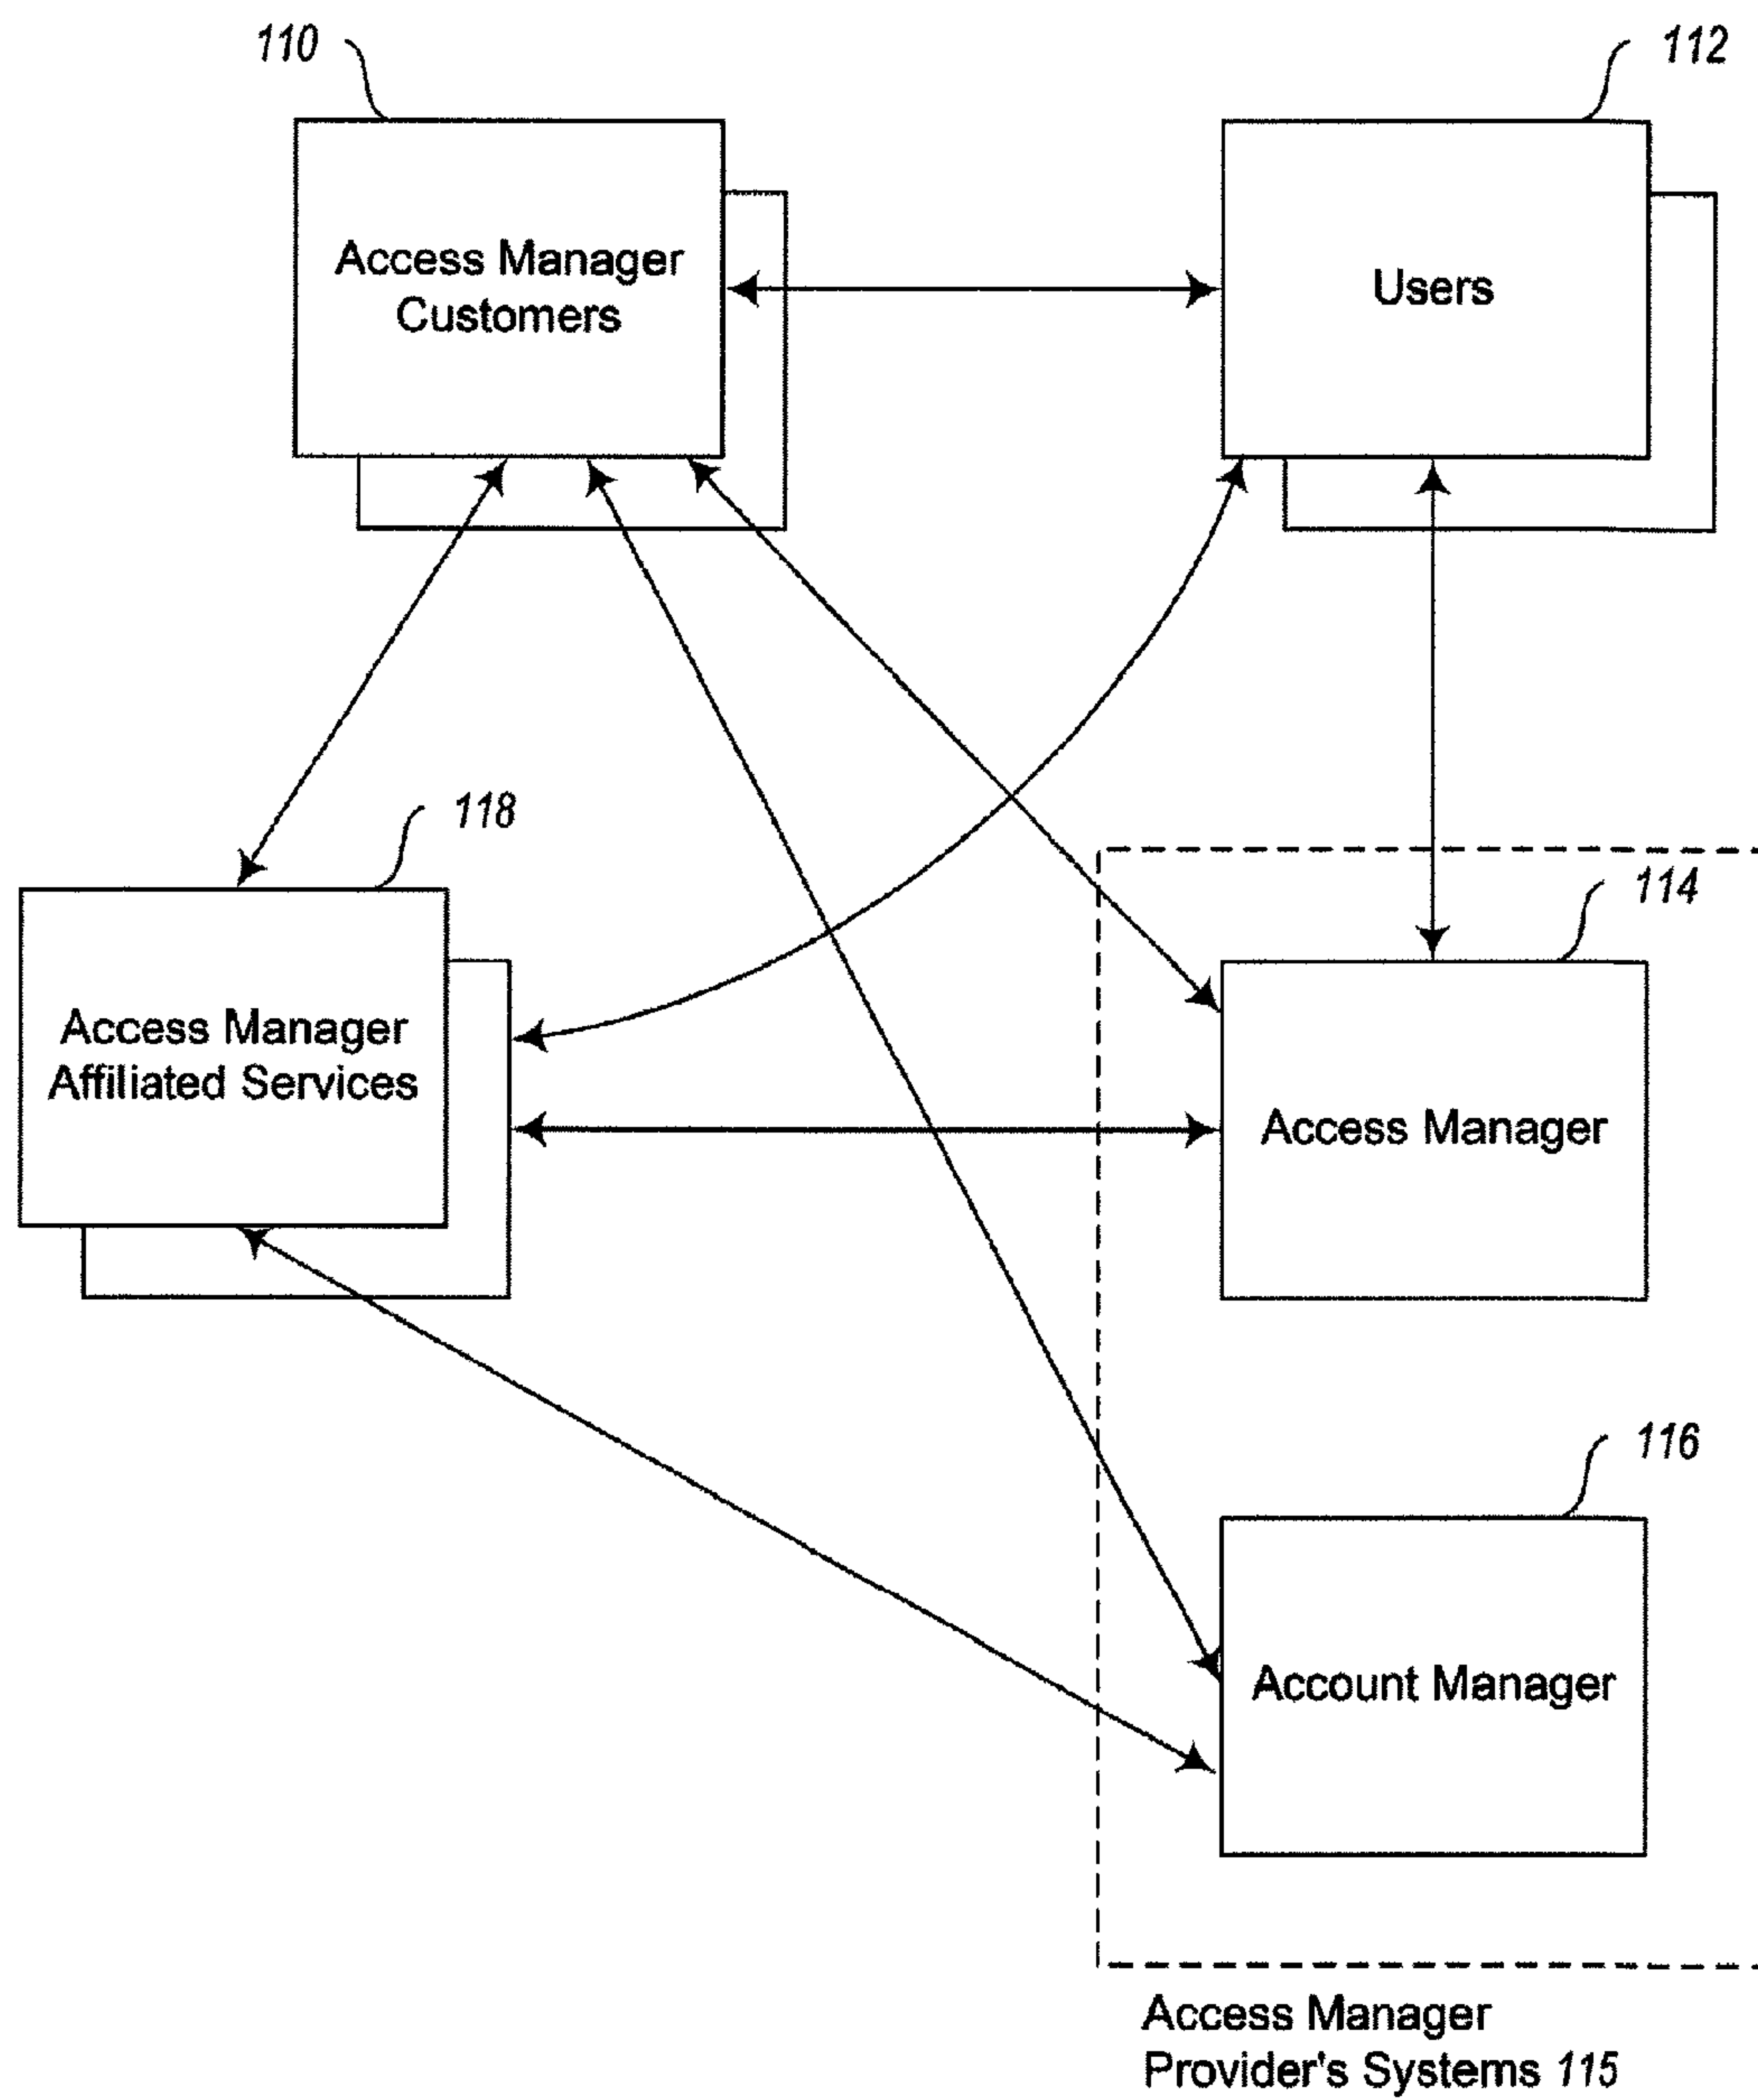 110
112
Access Manager
Customers
Users
118
114
Access Manager
Affiliated Services
Access Manager
116
Account Manager
Access Manager
Provider's Systems 115